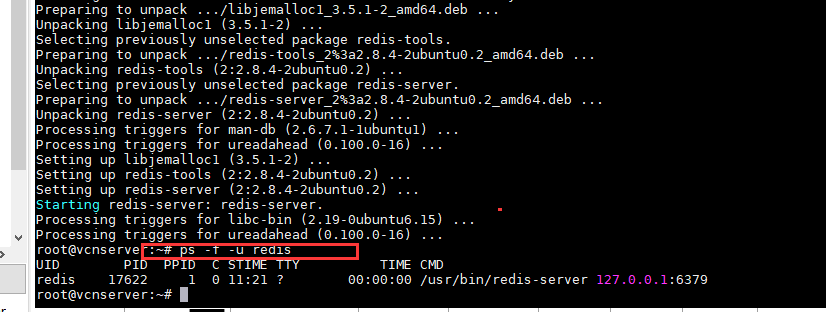 Preparing to unpack .../libjemalloc1_3.5.1-2_amd64.deb ...
Unpacking libjemalloc1 (3.5.1-2) ...
Selecting previously unselected package redis-tools.
Preparing to unpack .../redis-tools_2%3a2.8.4-2ubuntu0.2_amd64.deb ...
Unpacking redis-tools (2:2.8.4-2ubuntu0.2) ...
Selecting previously unselected package redis-server.
Preparing to unpack .../redis-server_2%3a2.8.4-2ubuntu0.2_amd64.deb ...
Unpacking redis-server (2:2.8.4-2ubuntu0.2) ...
Processing triggers for man-db (2.6.7.1-1ubuntu1) ...
Processing triggers for ureadahead (0.100.0-16) ...
Setting up libjemalloc1 (3.5.1-2) ...
Setting up redis-tools (2:2.8.4-2ubuntu0.2) ...
Setting up redis-server (2:2.8.4-2ubuntu0.2) ...
Starting redis-server: redis-server.
Processing triggers for libc-bin (2.19-0ubuntu6.15) ...
Processing triggers for ureadahead (0.100.0-16) ...
root@vcnserver:~# ps -f -u redis
UID        PID  PPID  C STIME TTY          TIME CMD
redis    17622     1  0 11:21 ?        00:00:00 /usr/bin/redis-server 127.0.0.1:6379
root@vcnserver:~#